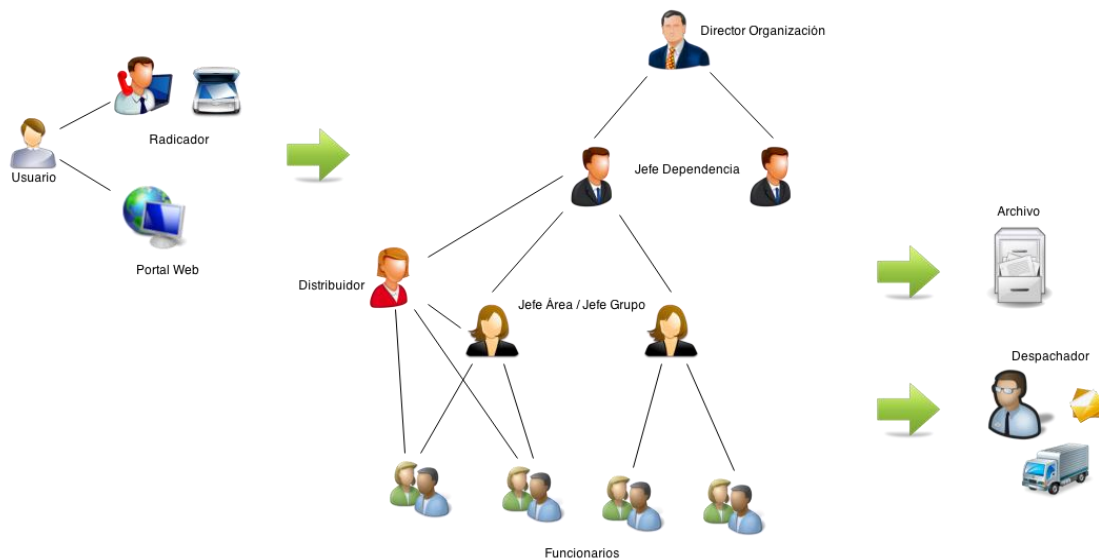 Director Organización
Radicador
Usuario
Jefe Dependencia
Portal Web
Archivo
Distribuidor
Jefe Área / Jefe Grupo
Despachador
Funcionarios